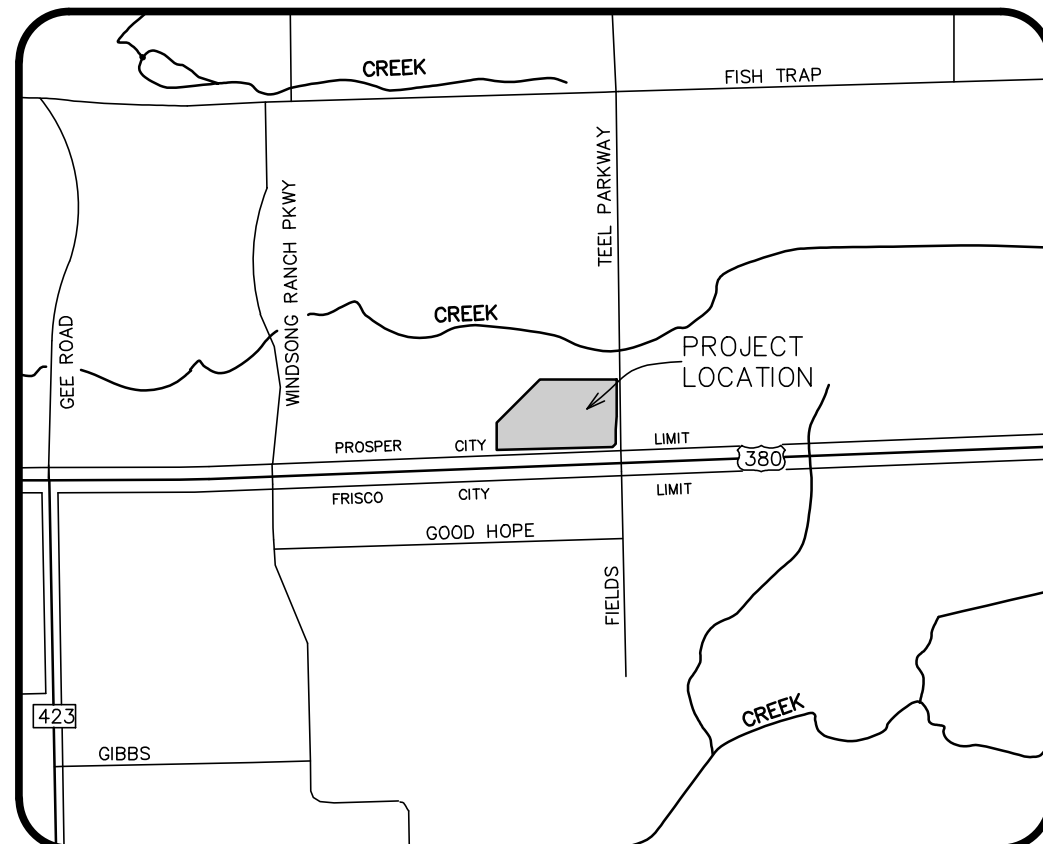 CREEK
FISH TRAP
TEEL PARKWAY
WINDSONG RANCH PKWY
GEE ROAD
CREEK
PROJECT
LOCATION
PROSPER CITY LIMIT
380
FRISCO CITY LIMIT
GOOD HOPE
FIELDS
423
CREEK
GIBBS